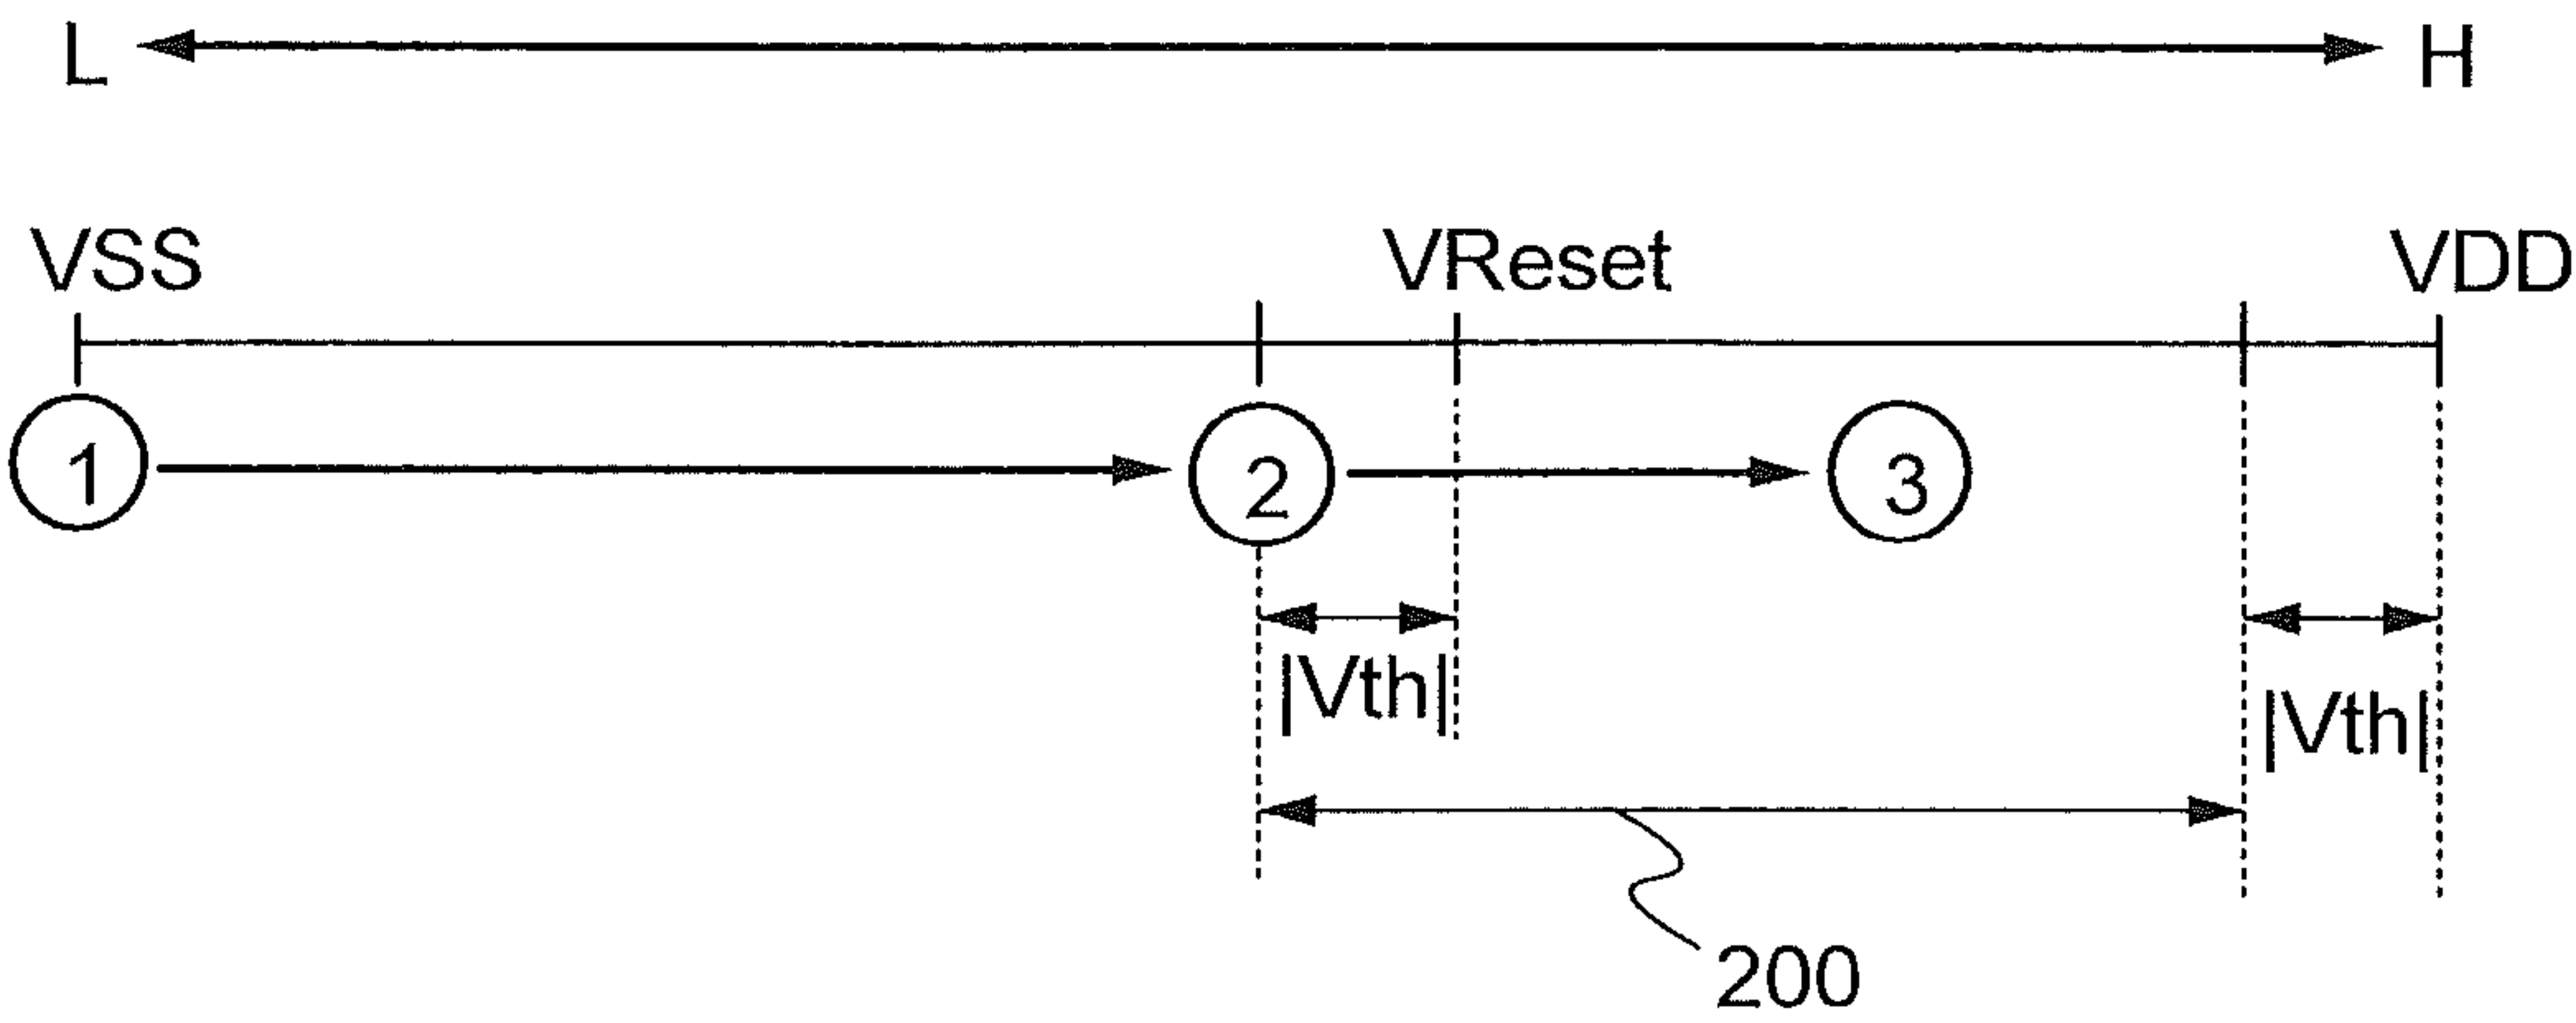 L H
VSS VReset VDD
1 2 3
|Vth| |Vth|
200